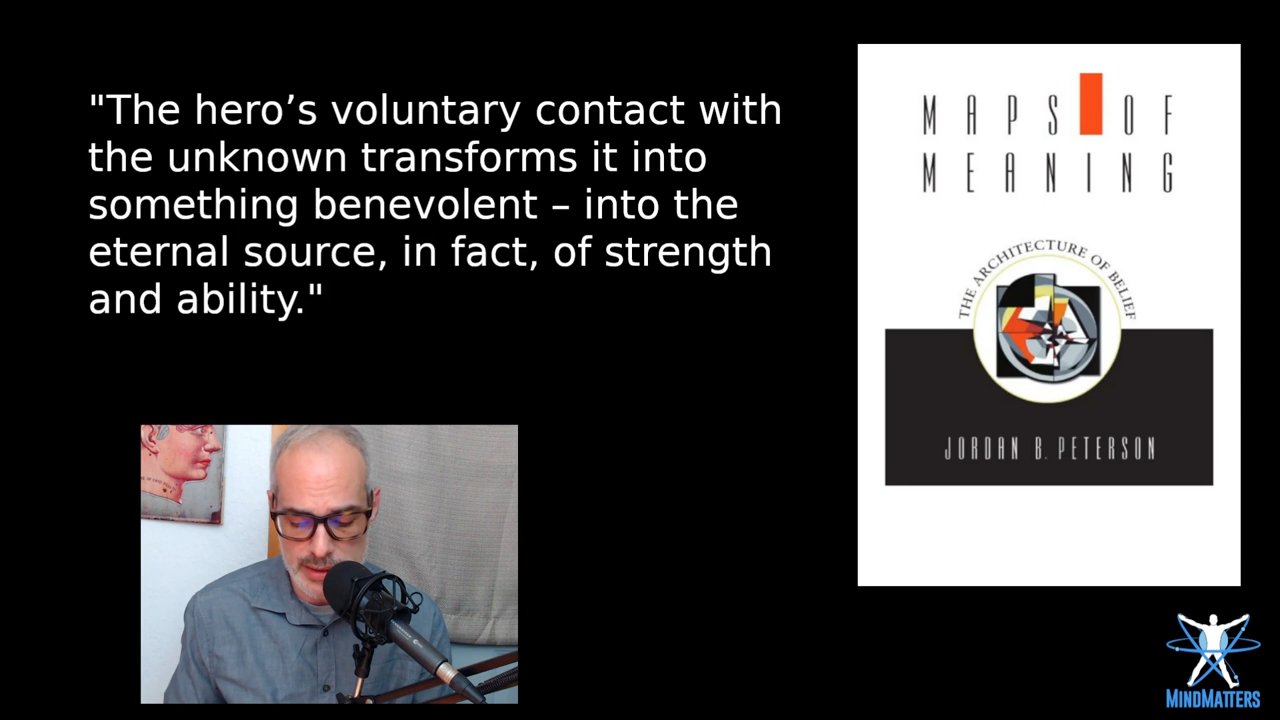 "The hero’s voluntary contact with
the unknown transforms it into
something benevolent – into the
eternal source, in fact, of strength
and ability."
MAPS OF
MEANING
THE ARCHITECTURE OF BELIEF
JORDAN B. PETERSON
MINDMATTERS